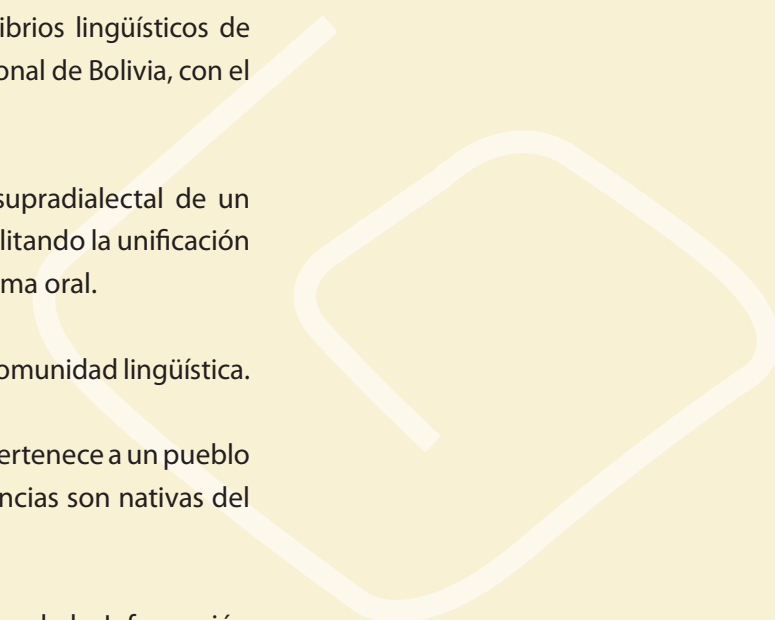 ibrios lingüísticos de
onal de Bolivia, con el
supradialectal de un
litando la unificación
ma oral.
omunidad lingüística.
ertenece a un pueblo
ncias son nativas del